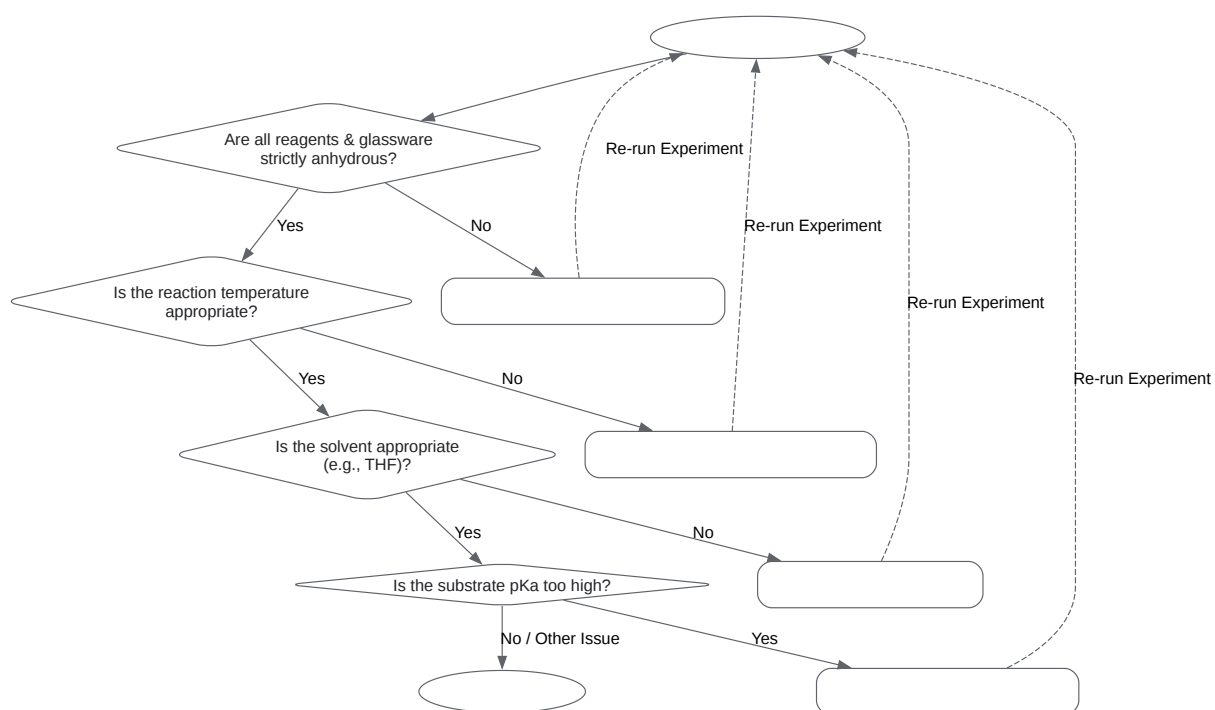 Are all reagents & glassware
strictly anhydrous?
Re-run Experiment
Yes
No
Re-run Experiment
Is the reaction temperature
appropriate?
Re-run Experiment
Yes
No
Re-run Experiment
Is the solvent appropriate
(e.g., THF)?
Yes
No
Is the substrate pKa too high?
No / Other Issue
Yes